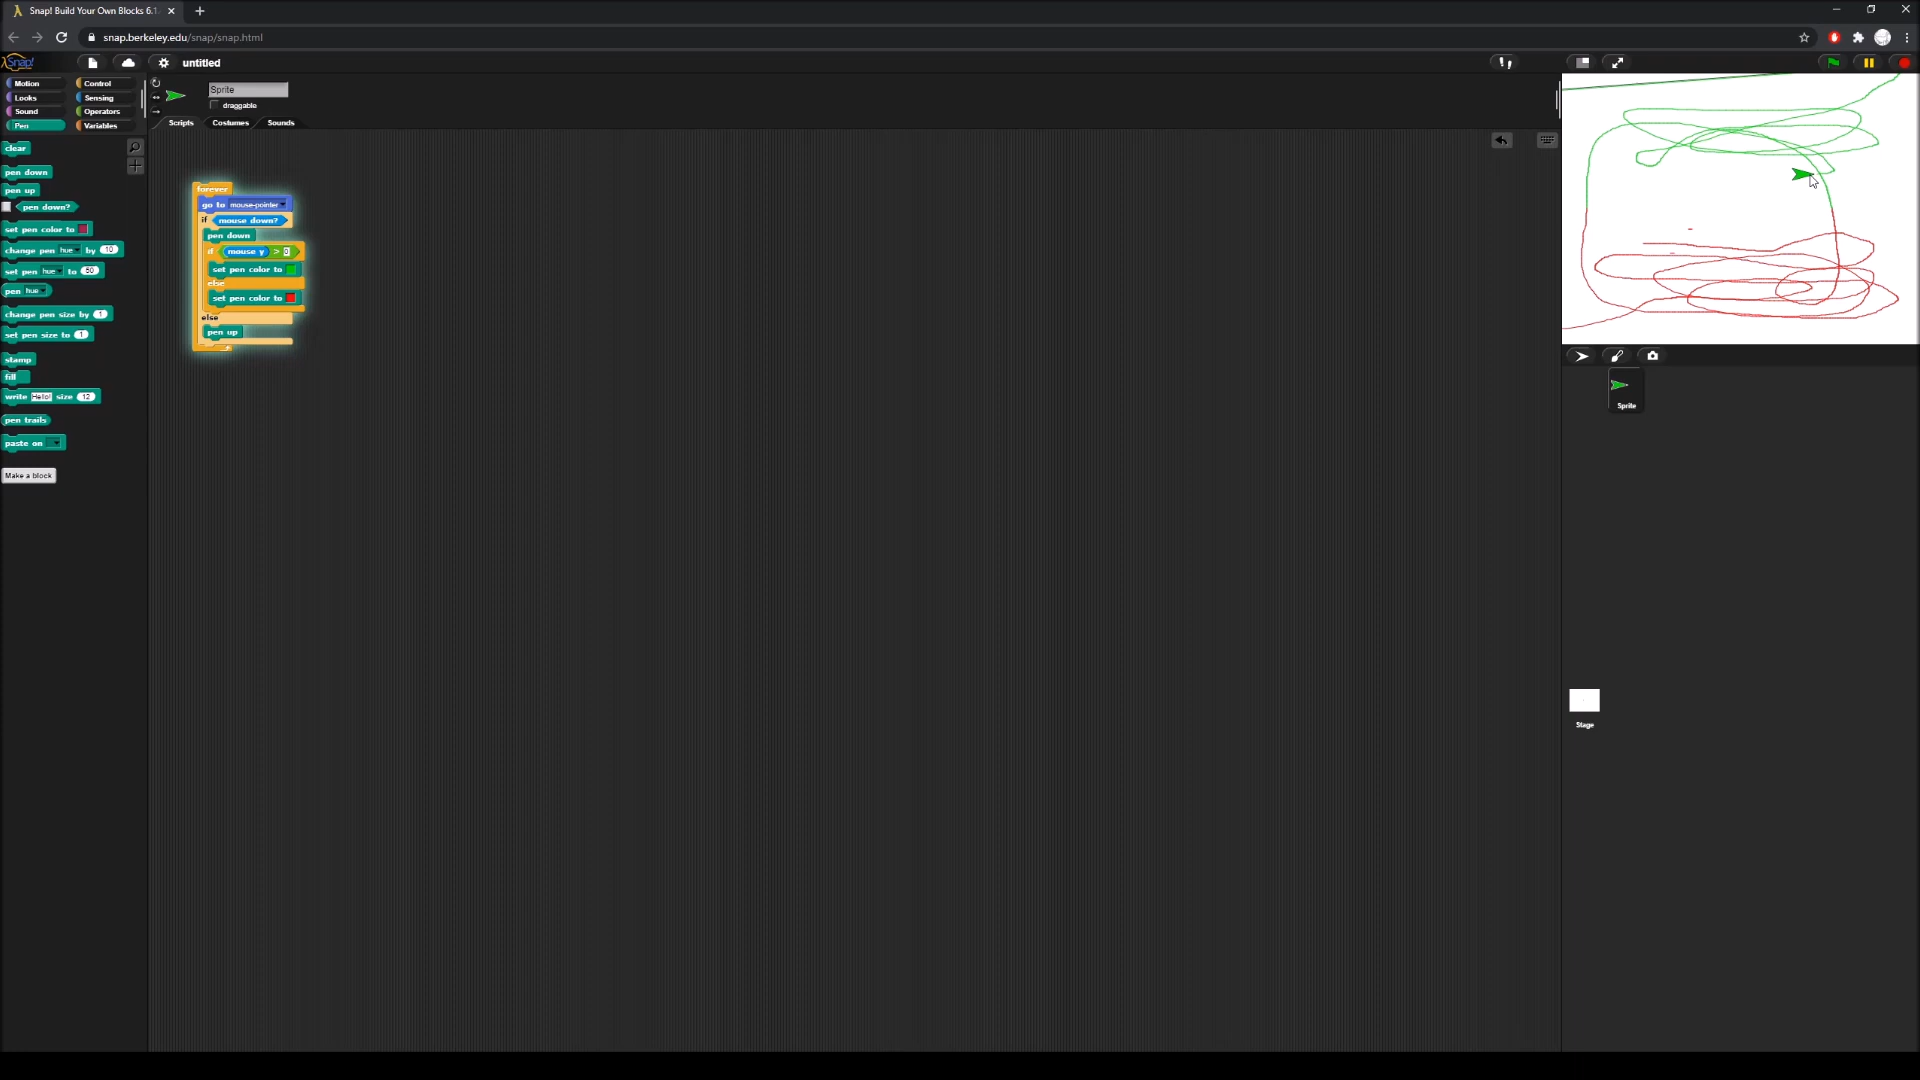 Snap! Build Your Own Blocks 6.1
snap.berkeley.edu/snap/snap.html
Snap!
untitled
Motion
Control
Looks
Sensing
Sound
Operators
Pen
Variables
Sprite
draggable
Scripts
Costumes
Sounds
clear
pen down
pen up
pen down?
set pen color to
change pen hue by 10
set pen hue to 50
pen hue
change pen size by 1
set pen size to 1
stamp
fill
write Hello! size 12
pen trails
paste on
Make a block
forever
go to mouse-pointer
if mouse down?
pen down
if mouse y > 0
set pen color to
else
set pen color to
else
pen up
Sprite
Stage